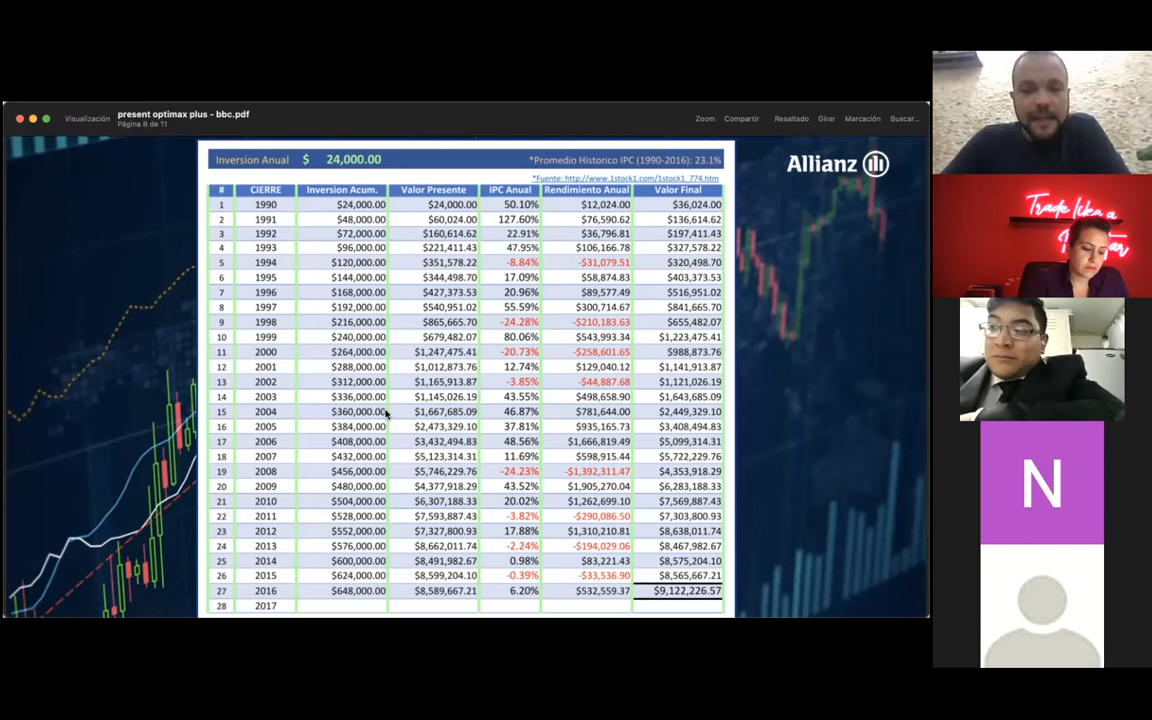 Visualización present optimax plus - bbc.pdf Zoom Compartir Resaltado Girar Marcación Buscar...
Página 8 de 11
Inversion Anual $ 24,000.00 *Promedio Historico IPC (1990-2016): 23.1%
Allianz
*Fuente: http://www.1stock1.com/1stock1_774.htm
# CIERRE Inversion Acum. Valor Presente IPC Anual Rendimiento Anual Valor Final
1 1990 $24,000.00 $24,000.00 50.10% $12,024.00 $36,024.00
2 1991 $48,000.00 $60,024.00 127.60% $76,590.62 $136,614.62
3 1992 $72,000.00 $160,614.62 22.91% $36,796.81 $197,411.43
4 1993 $96,000.00 $221,411.43 47.95% $106,166.78 $327,578.22
5 1994 $120,000.00 $351,578.22 -8.84% -$31,079.51 $320,498.70
6 1995 $144,000.00 $344,498.70 17.09% $58,874.83 $403,373.53
7 1996 $168,000.00 $427,373.53 20.96% $89,577.49 $516,951.02
8 1997 $192,000.00 $540,951.02 55.59% $300,714.67 $841,665.70
9 1998 $216,000.00 $865,665.70 -24.28% -$210,183.63 $655,482.07
10 1999 $240,000.00 $679,482.07 80.06% $543,993.34 $1,223,475.41
11 2000 $264,000.00 $1,247,475.41 -20.73% -$258,601.65 $988,873.76
12 2001 $288,000.00 $1,012,873.76 12.74% $129,040.12 $1,141,913.87
13 2002 $312,000.00 $1,165,913.87 -3.85% -$44,887.68 $1,121,026.19
14 2003 $336,000.00 $1,145,026.19 43.55% $498,658.90 $1,643,685.09
15 2004 $360,000.00 $1,667,685.09 46.87% $781,644.00 $2,449,329.10
16 2005 $384,000.00 $2,473,329.10 37.81% $935,165.73 $3,408,494.83
17 2006 $408,000.00 $3,432,494.83 48.56% $1,666,819.49 $5,099,314.31
18 2007 $432,000.00 $5,123,314.31 11.69% $598,915.44 $5,722,229.76
19 2008 $456,000.00 $5,746,229.76 -24.23% -$1,392,311.47 $4,353,918.29
20 2009 $480,000.00 $4,377,918.29 43.52% $1,905,270.04 $6,283,188.33
21 2010 $504,000.00 $6,307,188.33 20.02% $1,262,699.10 $7,569,887.43
22 2011 $528,000.00 $7,593,887.43 -3.82% -$290,086.50 $7,303,800.93
23 2012 $552,000.00 $7,327,800.93 17.88% $1,310,210.81 $8,638,011.74
24 2013 $576,000.00 $8,662,011.74 -2.24% -$194,029.06 $8,467,982.67
25 2014 $600,000.00 $8,491,982.67 0.98% $83,221.43 $8,575,204.10
26 2015 $624,000.00 $8,599,204.10 -0.39% -$33,536.90 $8,565,667.21
27 2016 $648,000.00 $8,589,667.21 6.20% $532,559.37 $9,122,226.57
28 2017
Trade like a
N